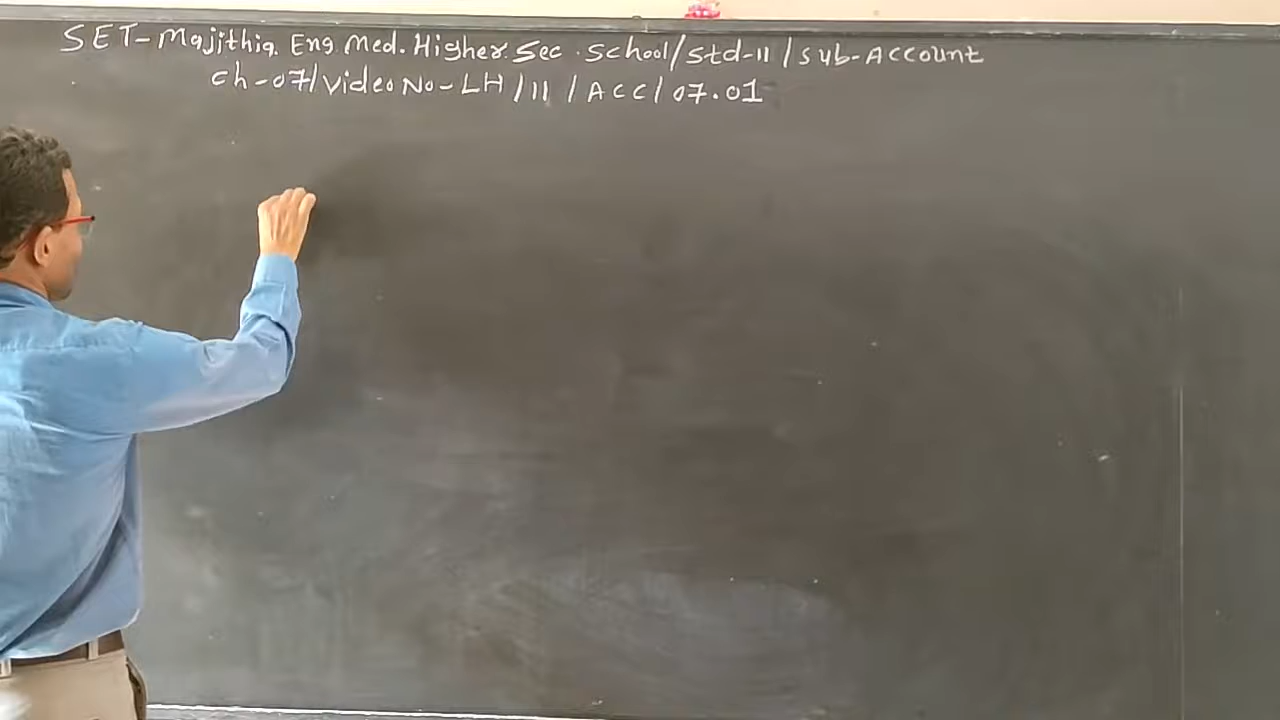 SET-Majithia Eng Med. Higher. Sec. School/Std-11/Sub-Account
Ch-07/Video No-LH/11/ACC/07.01